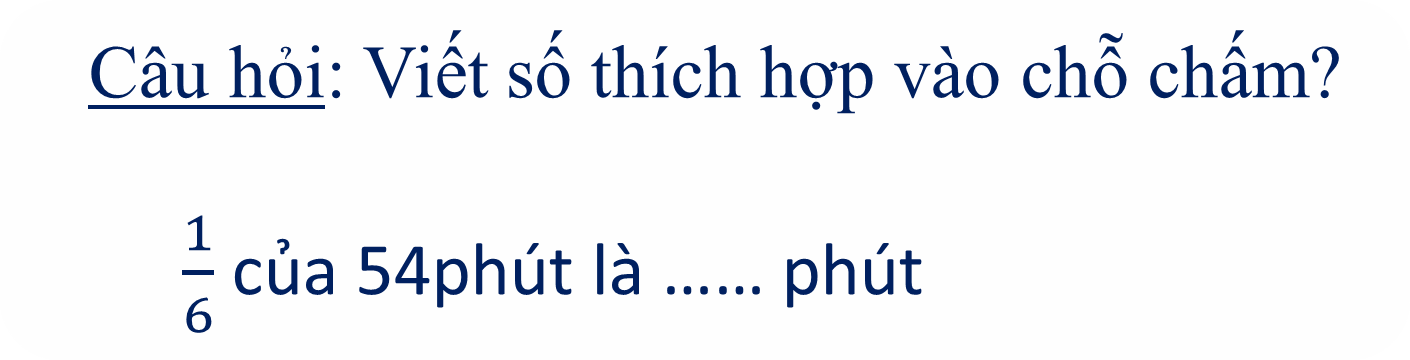 Câu hỏi: Viết số thích hợp vào chỗ chấm?
1/6 của 54phút là ...... phút